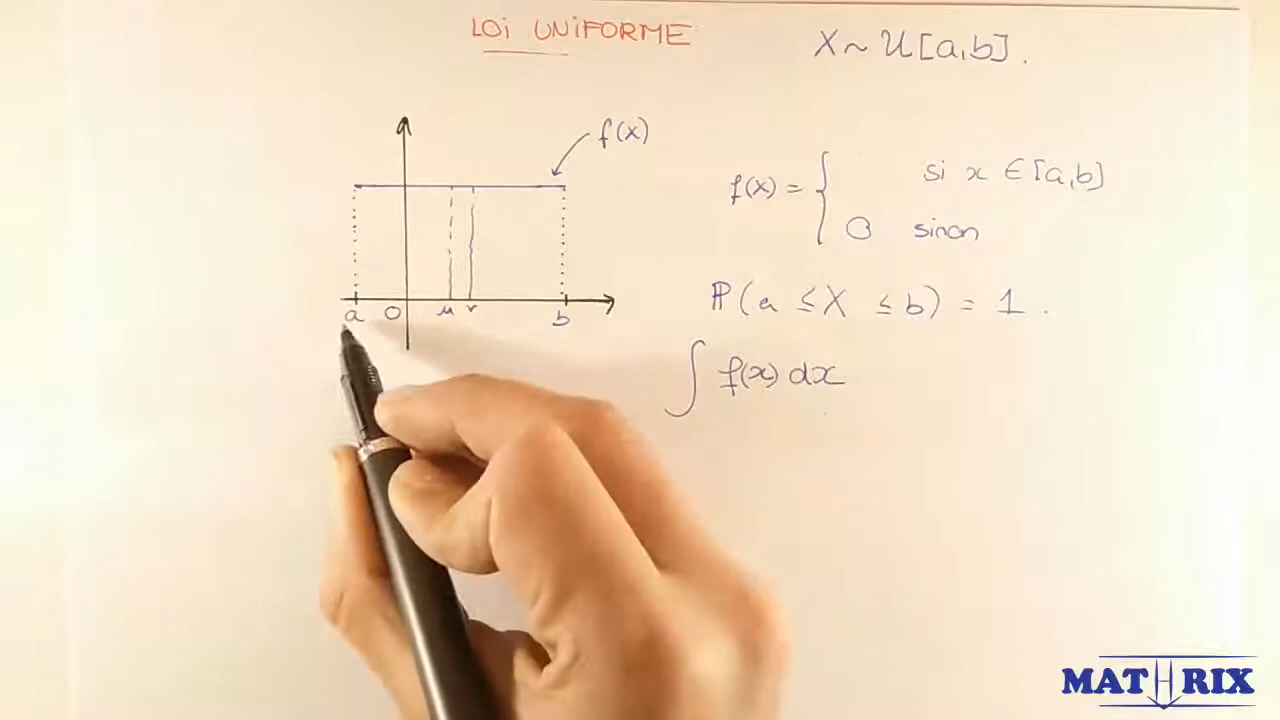 LOI UNIFORME
X ~ U[a,b].
f(x)
f(x) = { si x ∈ [a,b]
0 sinon
a 0 u v b
P(a ≤ X ≤ b) = 1.
∫ f(x) dx
MATHRIX